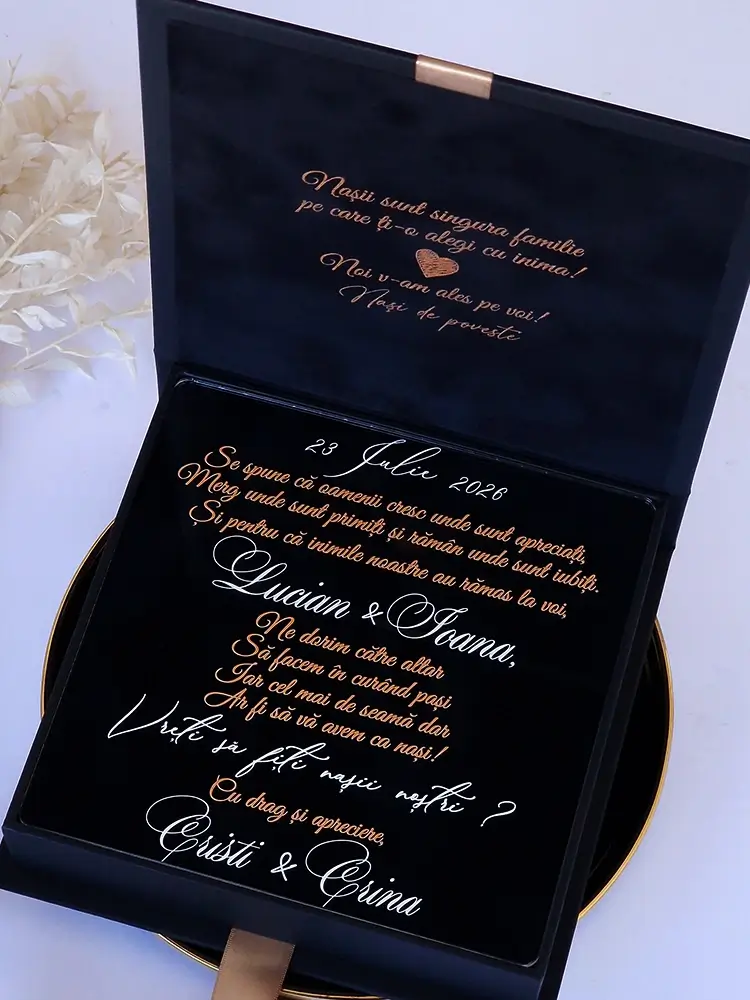 Nașii sunt singura familie
pe care ți-o alegi cu inima!
Noi v-am ales pe voi!
Nași de poveste
23 Iulie 2026
Se spune că oamenii cresc unde sunt apreciați,
Merg unde sunt primiți și rămân unde sunt iubiți.
Și pentru că inimile noastre au rămas la voi,
Lucian & Ioana,
Ne dorim către altar
Să facem în curând pași
Iar cel mai de seamă dar
Ar fi să vă avem ca nași!
Vreți să fiți nașii noștri ?
Cu drag și apreciere,
Cristi & Crina